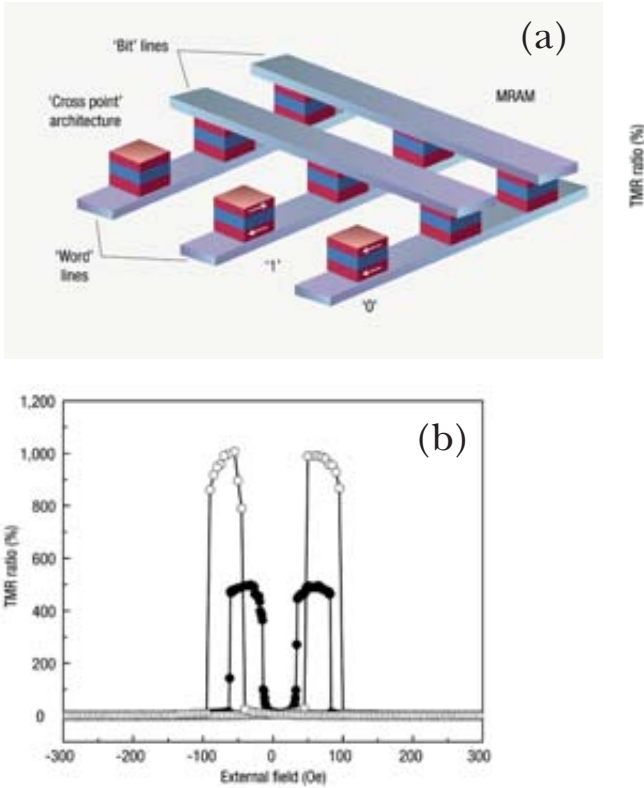 (a)
'Bit' lines
'Cross point'
architecture
MRAM
'Word'
lines
'1'
'0'
TMR ratio (%)
(b)
1,200
1,000
800
600
400
200
0
TMR ratio (%)
-300
-200
-100
0
100
200
300
External field (Oe)